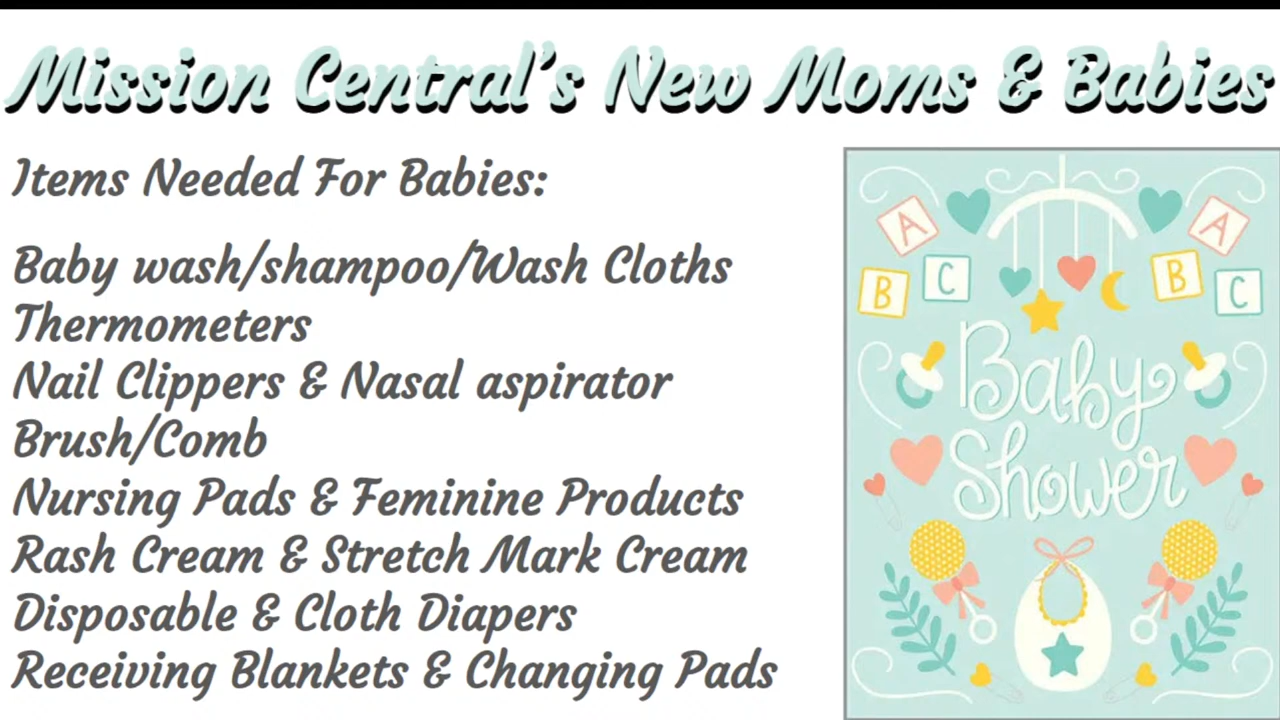 Mission Central's New Moms & Babies
Items Needed For Babies:
Baby wash/shampoo/Wash Cloths
Thermometers
Nail Clippers & Nasal aspirator
Brush/Comb
Nursing Pads & Feminine Products
Rash Cream & Stretch Mark Cream
Disposable & Cloth Diapers
Receiving Blankets & Changing Pads
A A
B C B C
Baby
Shower